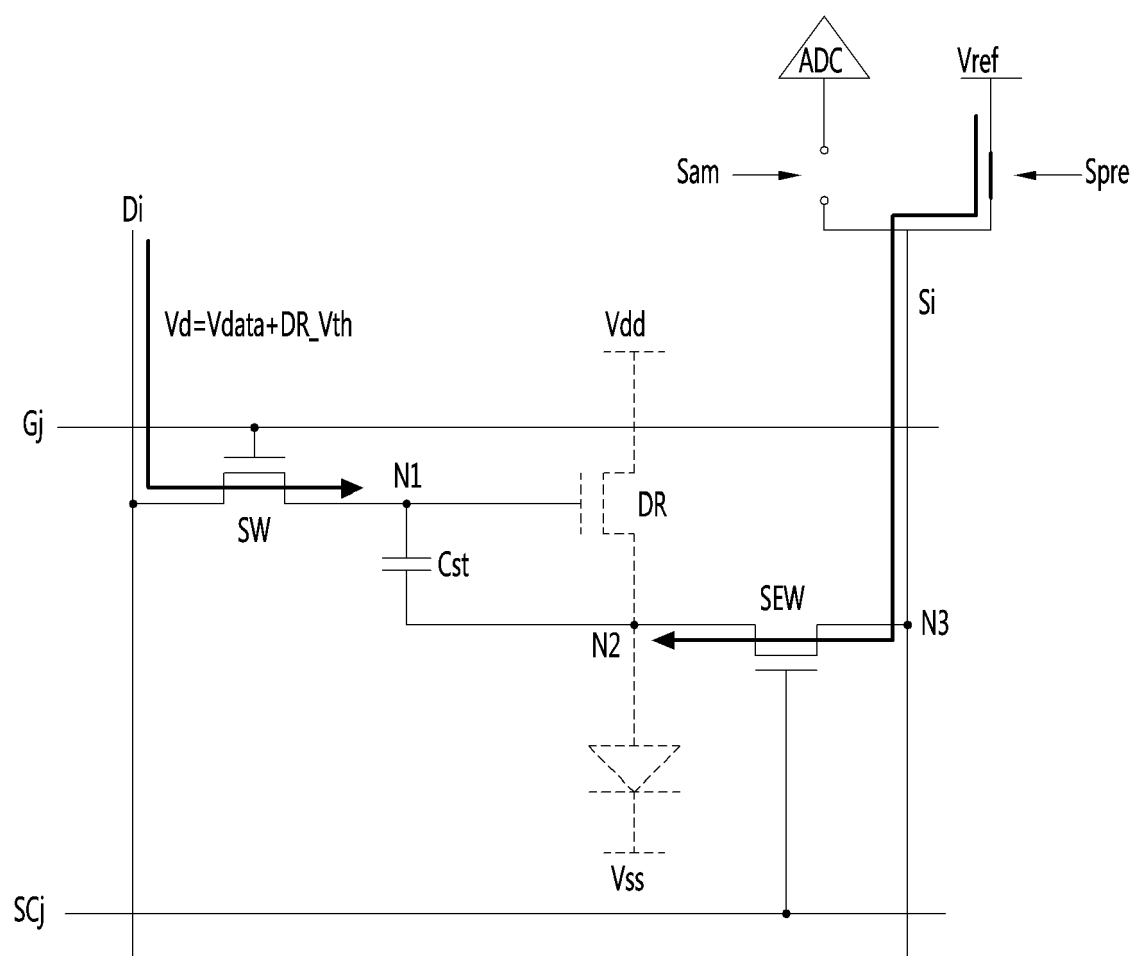 ADC
Vref
Sam
Spre
Di
Si
Vd=Vdata+DR_Vth
Vdd
Gj
N1
DR
SW
Cst
SEW
N3
N2
Vss
SCj